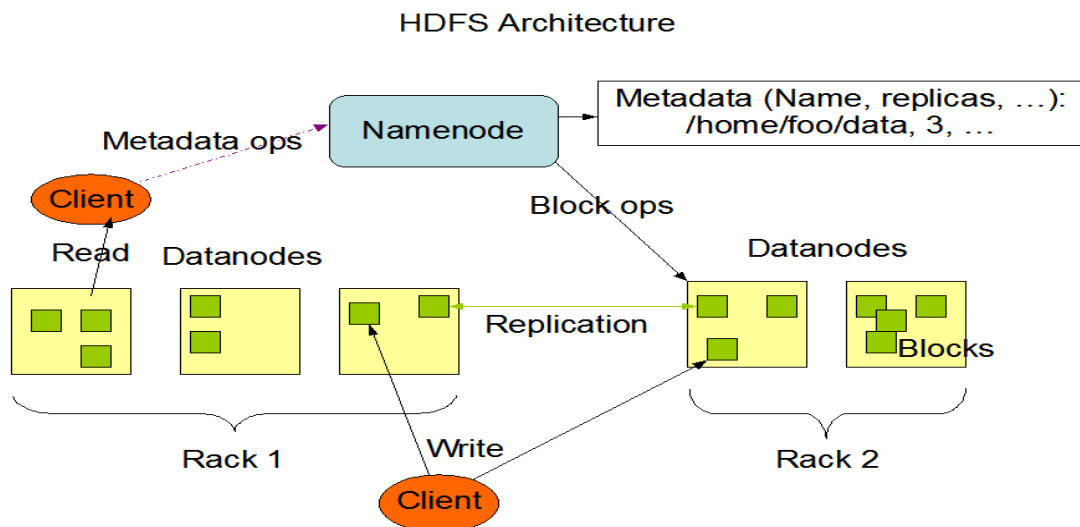 HDFS Architecture
Metadata (Name, replicas, …):
/home/foo/data, 3, …
Namenode
Metadata ops
Client
Block ops
Read
Datanodes
Datanodes
Replication
Blocks
Rack 1
Write
Rack 2
Client